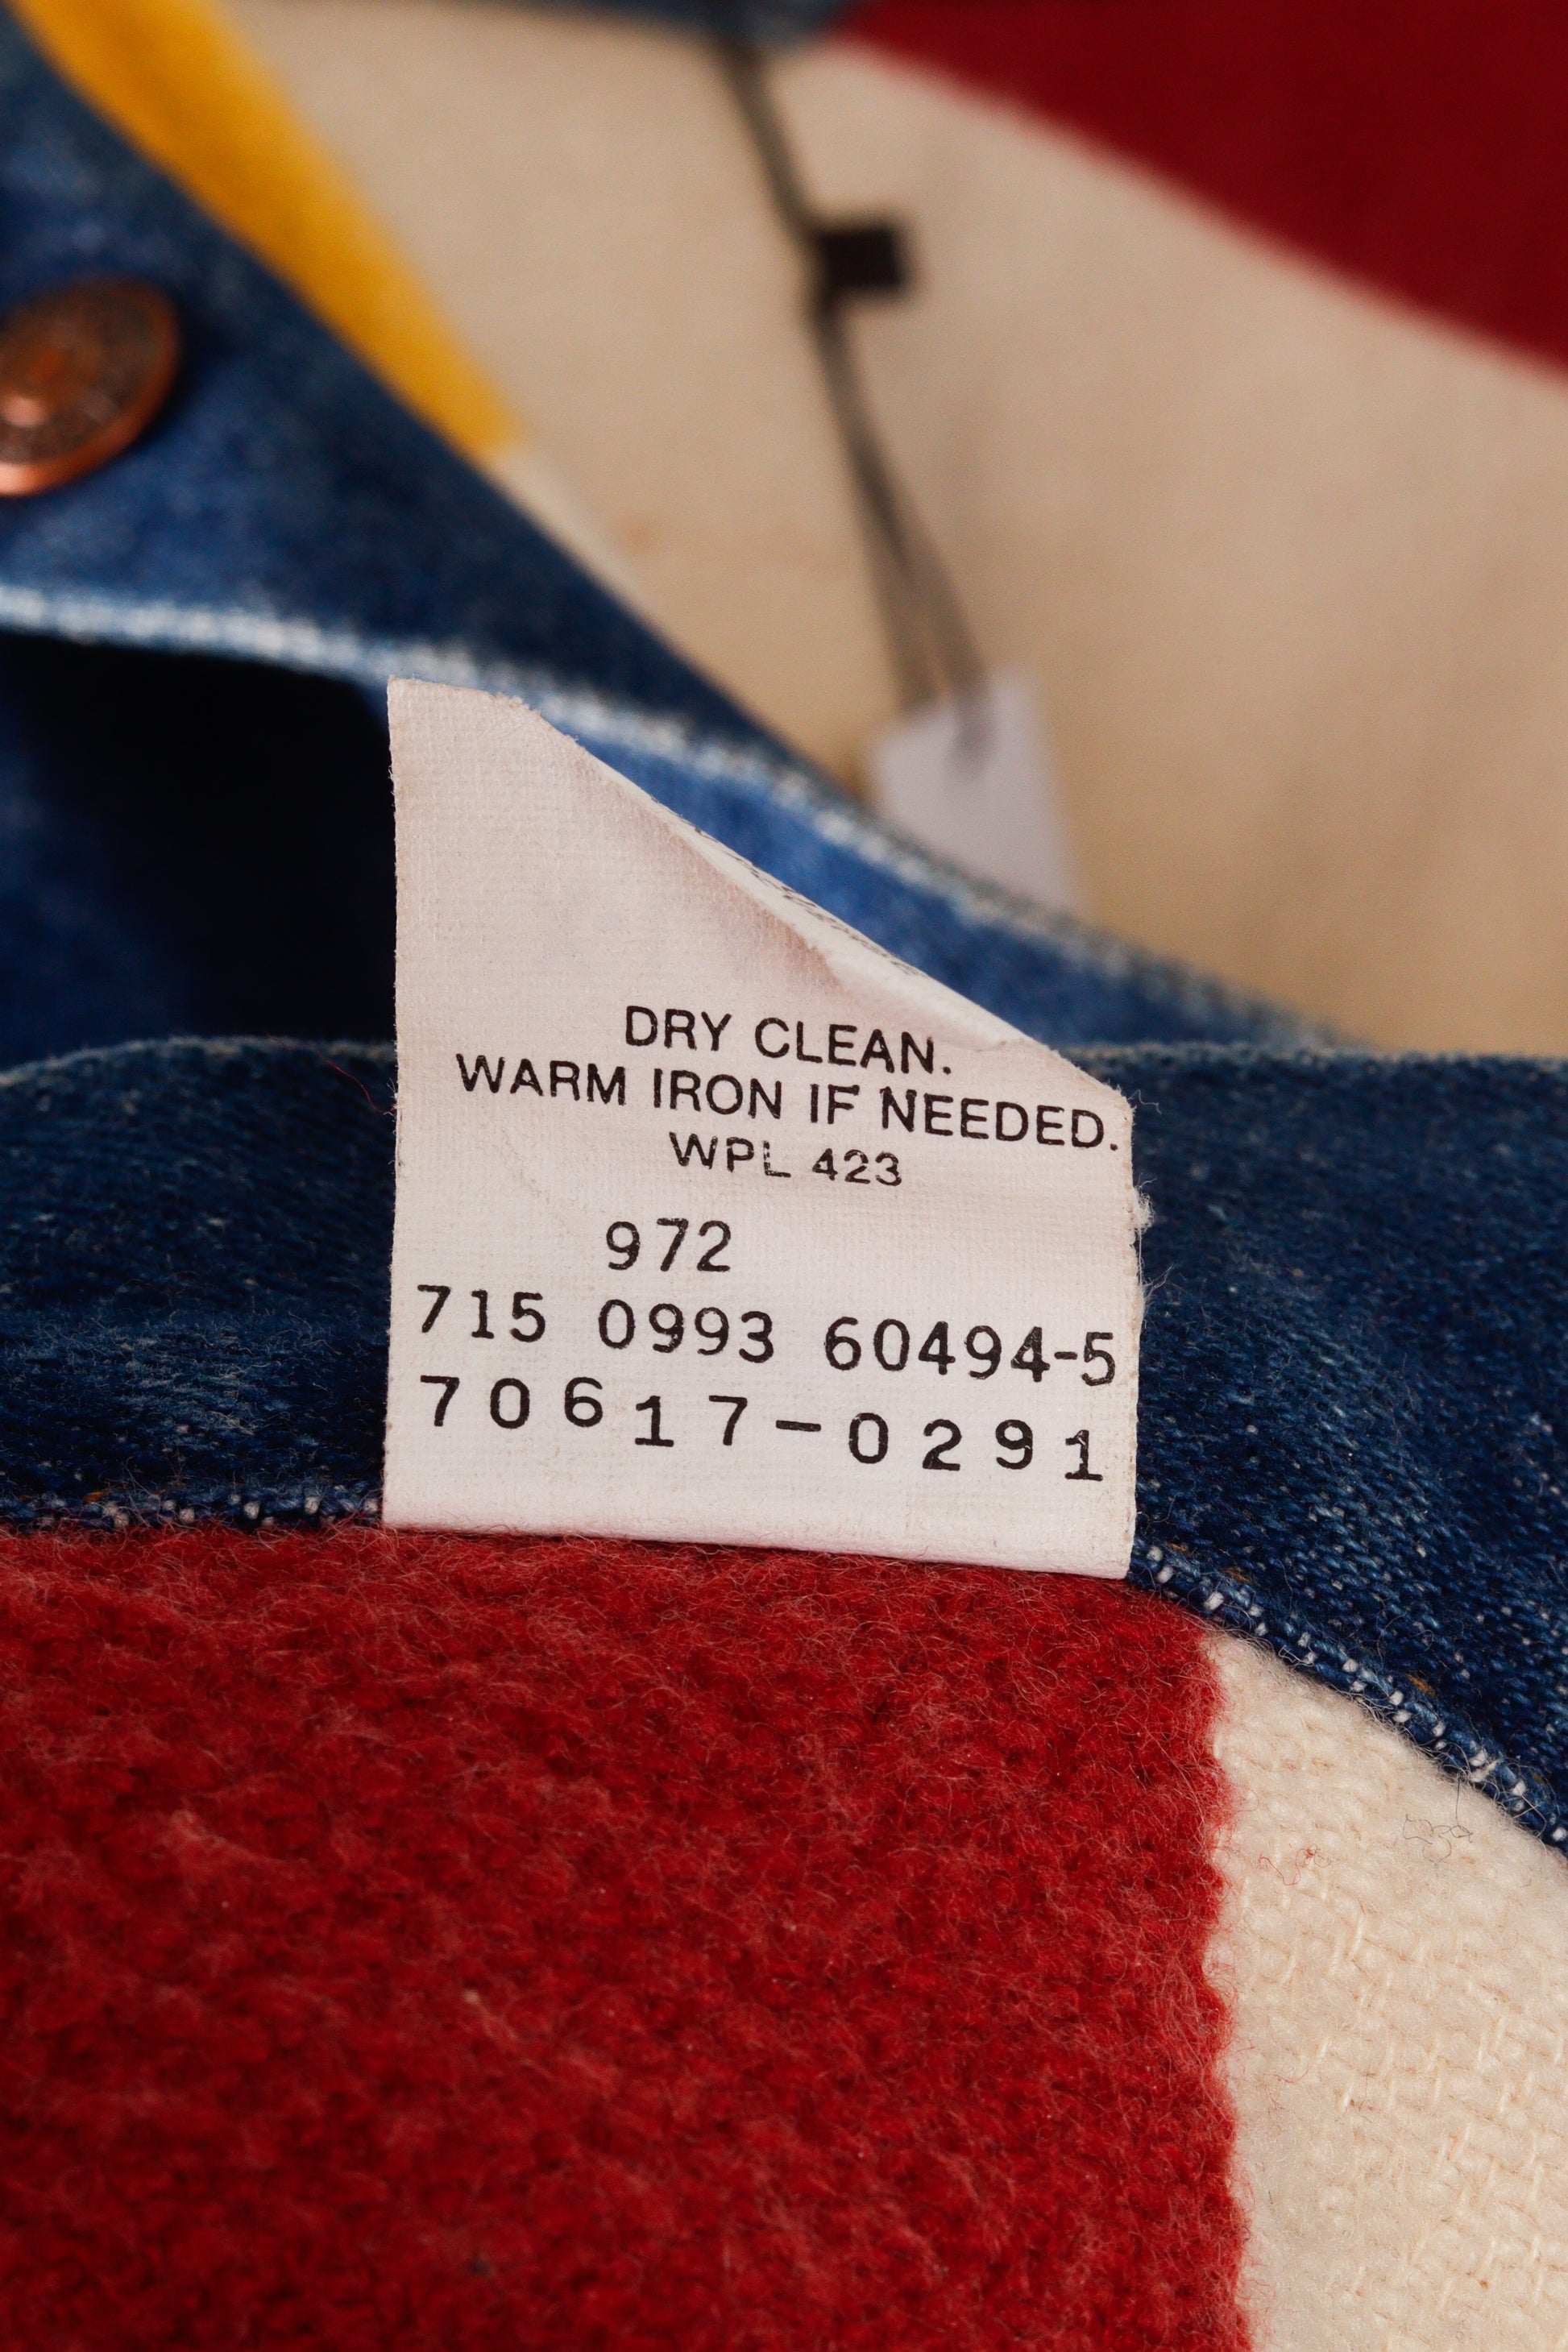 DRY CLEAN.
WARM IRON IF NEEDED.
WPL 423
972
715 0993 60494-5
70617-0291